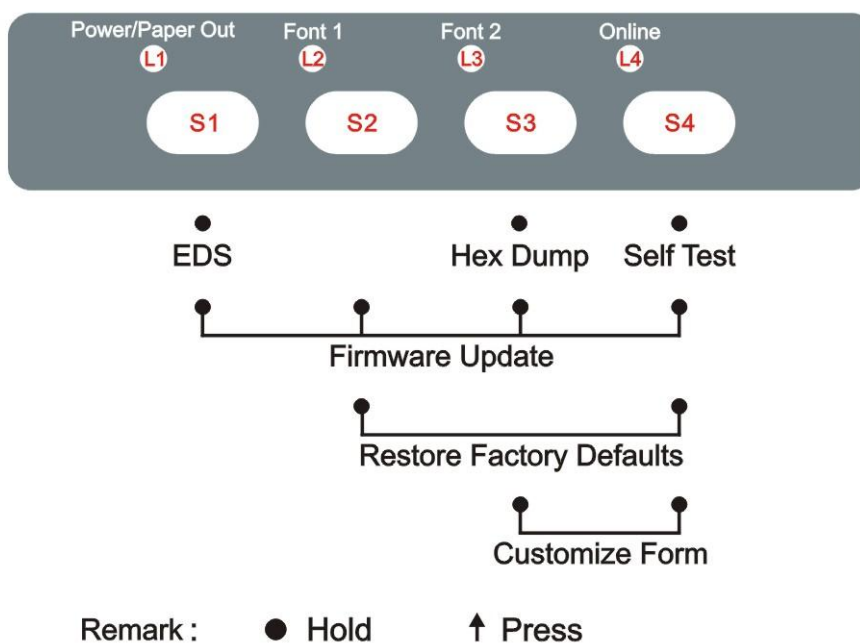 Power/Paper Out Font 1 Font 2 Online
L1 L2 L3 L4
S1 S2 S3 S4
EDS Hex Dump Self Test
Firmware Update
Restore Factory Defaults
Customize Form
Remark : Hold Press